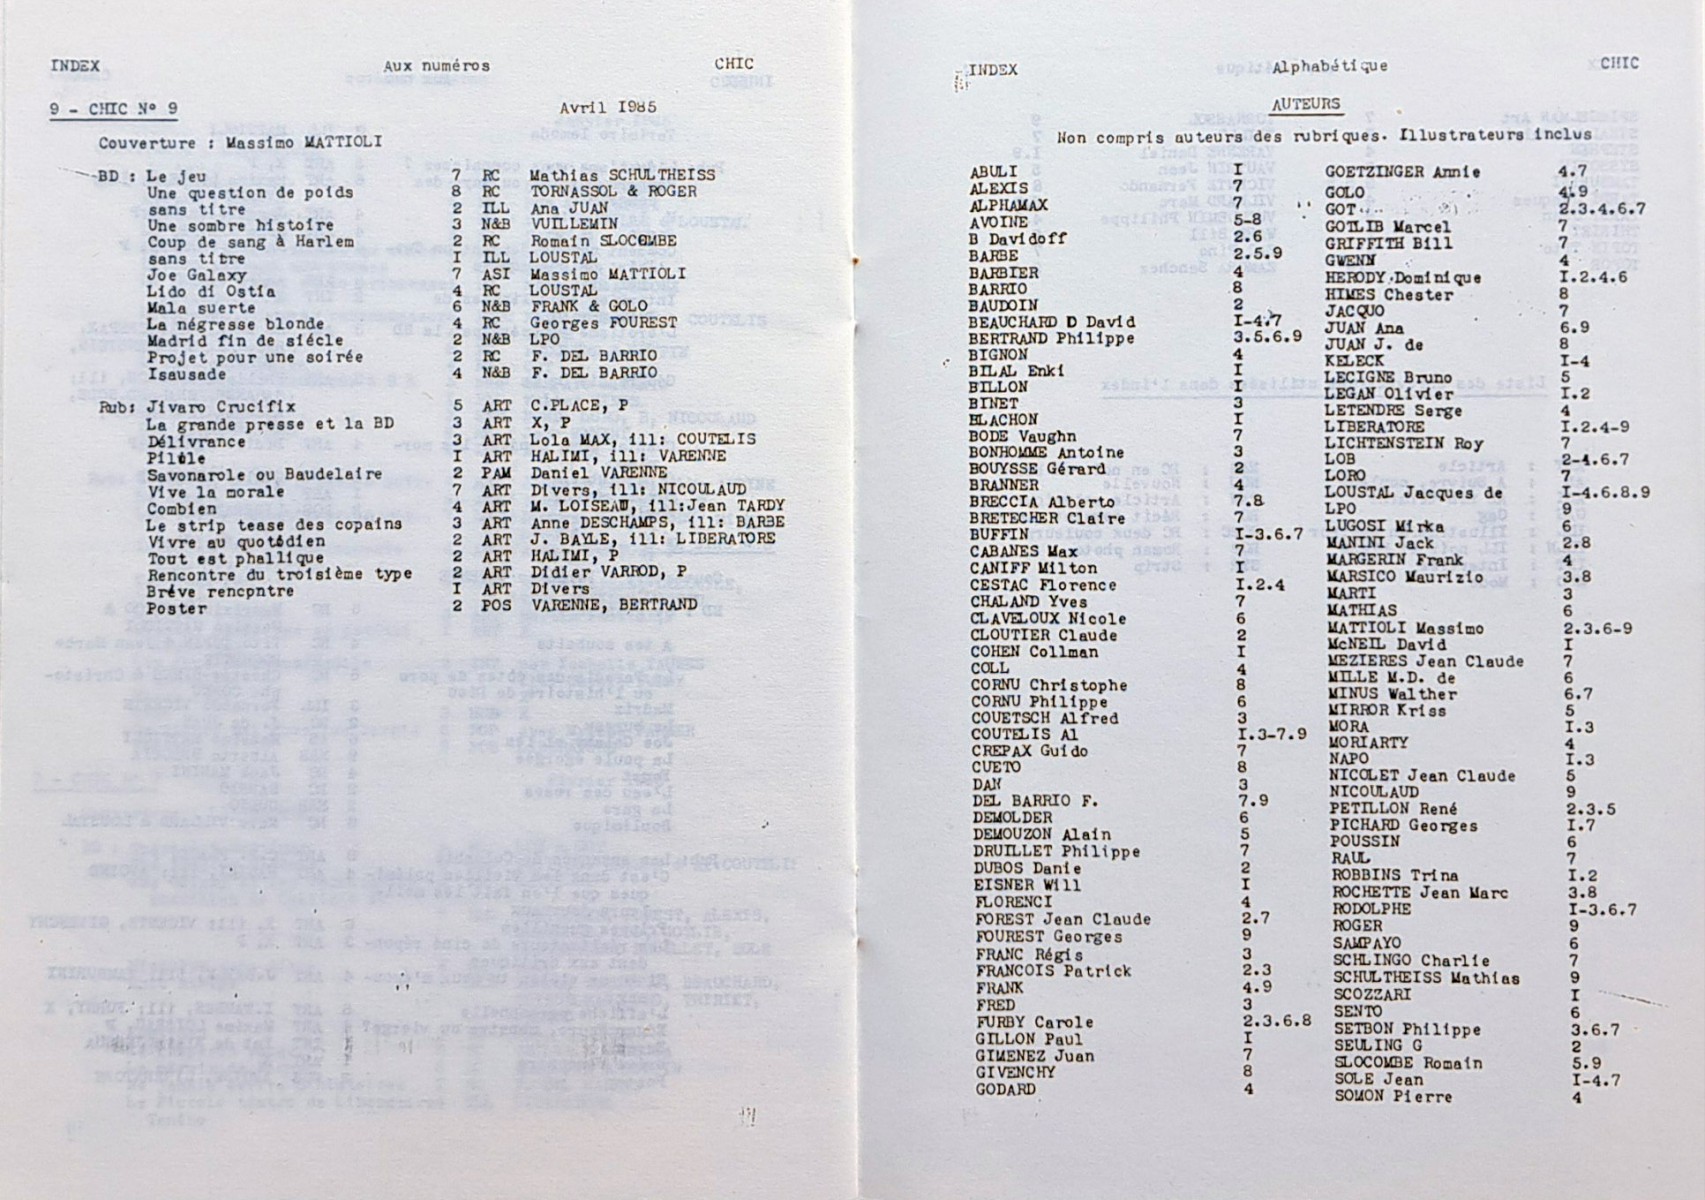 INDEX Aux numéros CHIC
9 - CHIC N° 9 Avril I985
Couverture : Massimo MATTIOLI
BD : Le jeu 7 RC Mathias SCHULTHEISS
Une question de poids 8 RC TORNASSOL & ROGER
sans titre 2 ILL Ana JUAN
Une sombre histoire 3 N&B VUILLEMIN
Coup de sang à Harlem 2 RC Romain SLOCOMBE
sans titre I ILL LOUSTAL
Joe Galaxy 7 ASI Massimo MATTIOLI
Lido di Ostia 4 RC LOUSTAL
Mala suerte 6 N&B FRANK & GOLO
La négresse blonde 4 RC Georges FOUREST
Madrid fin de siécle 2 N&B LPO
Projet pour une soirée 2 RC F. DEL BARRIO
Isausade 4 N&B F. DEL BARRIO
Rub: Jivaro Crucifix 5 ART C.PLACE, P
La grande presse et la BD 3 ART X, P
Délivrance 3 ART Lola MAX, ill: COUTELIS
Pilôle I ART HALIMI, ill: VARENNE
Savonarole ou Baudelaire 2 PAM Daniel VARENNE
Vive la morale 7 ART Divers, ill: NICOULAUD
Combien 4 ART M. LOISEAU, ill:Jean TARDY
Le strip tease des copains 3 ART Anne DESCHAMPS, ill: BARBE
Vivre au quotédien 2 ART J. BAYLE, ill: LIBERATORE
Tout est phallique 2 ART HALIMI, P
Rencontre du troisième type 2 ART Didier VARROD, P
Bréve rencpntre I ART Divers
Poster 2 POS VARENNE, BERTRAND
INDEX Alphabétique CHIC
AUTEURS
Non compris auteurs des rubriques. Illustrateurs inclus
ABULI I
ALEXIS 7
ALPHAMAX 7
AVOINE 5-8
B Davidoff 2.6
BARBE 2.5.9
BARBIER 4
BARRIO 8
BAUDOIN 2
BEAUCHARD D David I-4.7
BERTRAND Philippe 3.5.6.9
BIGNON 4
BILAL Enki I
BILLON I
BINET 3
BLACHON I
BODE Vaughn 7
BONHOMME Antoine 3
BOUYSSE Gérard 2
BRANNER 4
BRECCIA Alberto 7.8
BRETECHER Claire 7
BUFFIN I-3.6.7
CABANES Max 7
CANIFF Milton I
CESTAC Florence I.2.4
CHALAND Yves 7
CLAVELOUX Nicole 6
CLOUTIER Claude 2
COHEN Collman I
COLL 4
CORNU Christophe 8
CORNU Philippe 6
COUETSCH Alfred 3
COUTELIS Al I.3-7.9
CREPAX Guido 7
CUETO 8
DAN 3
DEL BARRIO F. 7.9
DEMOLDER 6
DEMOUZON Alain 5
DRUILLET Philippe 7
DUBOS Danie 2
EISNER Will I
FLORENCI 4
FOREST Jean Claude 2.7
FOUREST Georges 9
FRANC Régis 3
FRANCOIS Patrick 2.3
FRANK 4.9
FRED 3
FURBY Carole 2.3.6.8
GILLON Paul I
GIMENEZ Juan 7
GIVENCHY 8
GODARD 4
GOETZINGER Annie 4.7
GOLO 4.9
GOT 2.3.4.6.7
GOTLIB Marcel 7
GRIFFITH Bill 7
GWENN 4
HERODY Dominique I.2.4.6
HIMES Chester 8
JACQUO 7
JUAN Ana 6.9
JUAN J. de 8
KELECK I-4
LECIGNE Bruno 5
LEGAN Olivier I.2
LETENDRE Serge 4
LIBERATORE I.2.4-9
LICHTENSTEIN Roy 7
LOB 2-4.6.7
LORO 7
LOUSTAL Jacques de I-4.6.8.9
LPO 9
LUGOSI Mirka 6
MANINI Jack 2.8
MARGERIN Frank 4
MARSICO Maurizio 3.8
MARTI 3
MATHIAS 6
MATTIOLI Massimo 2.3.6-9
McNEIL David I
MEZIERES Jean Claude 7
MILLE M.D. de 6
MINUS Walther 6.7
MIRROR Kriss 5
MORA I.3
MORIARTY 4
NAPO I.3
NICOLET Jean Claude 5
NICOULAUD 9
PETILLON René 2.3.5
PICHARD Georges I.7
POUSSIN 6
RAUL 7
ROBBINS Trina I.2
ROCHETTE Jean Marc 3.8
RODOLPHE I-3.6.7
ROGER 9
SAMPAYO 6
SCHLINGO Charlie 7
SCHULTHEISS Mathias 9
SCOZZARI I
SENTO 6
SETBON Philippe 3.6.7
SEULING G 2
SLOCOMBE Romain 5.9
SOLE Jean I-4.7
SOMON Pierre 4